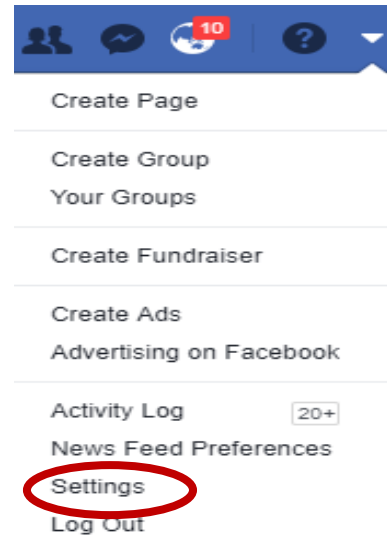 10
?
Create Page
Create Group
Your Groups
Create Fundraiser
Create Ads
Advertising on Facebook
Activity Log 20+
News Feed Preferences
Settings
Log Out